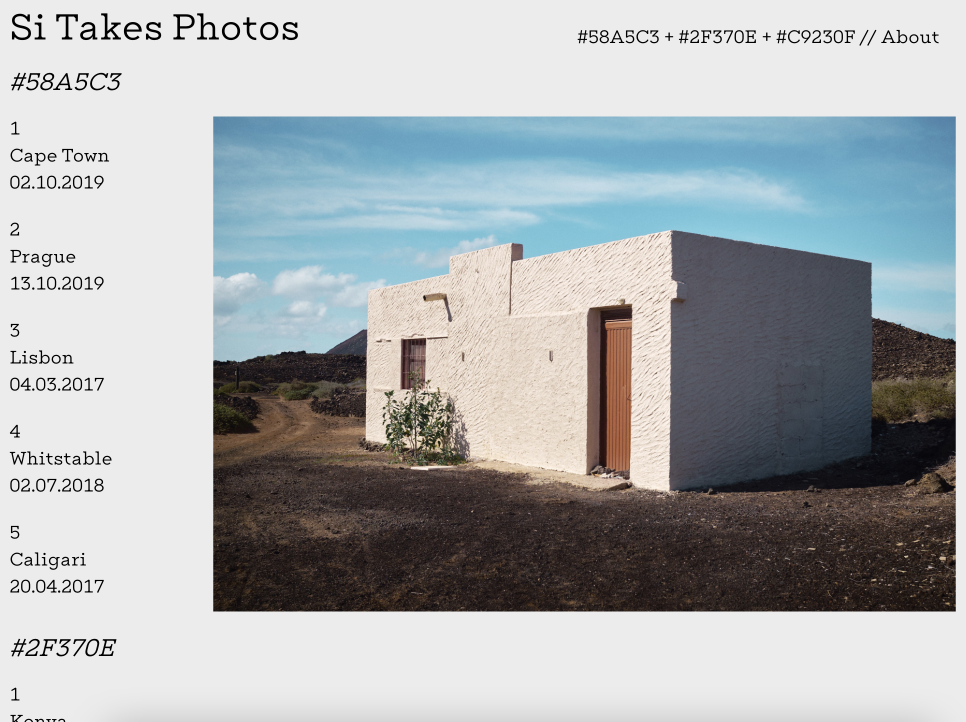 Si Takes Photos
#58A5C3 + #2F370E + #C9230F // About
#58A5C3
1
Cape Town
02.10.2019
2
Prague
13.10.2019
3
Lisbon
04.03.2017
4
Whitstable
02.07.2018
5
Caligari
20.04.2017
#2F370E
1
Kenya